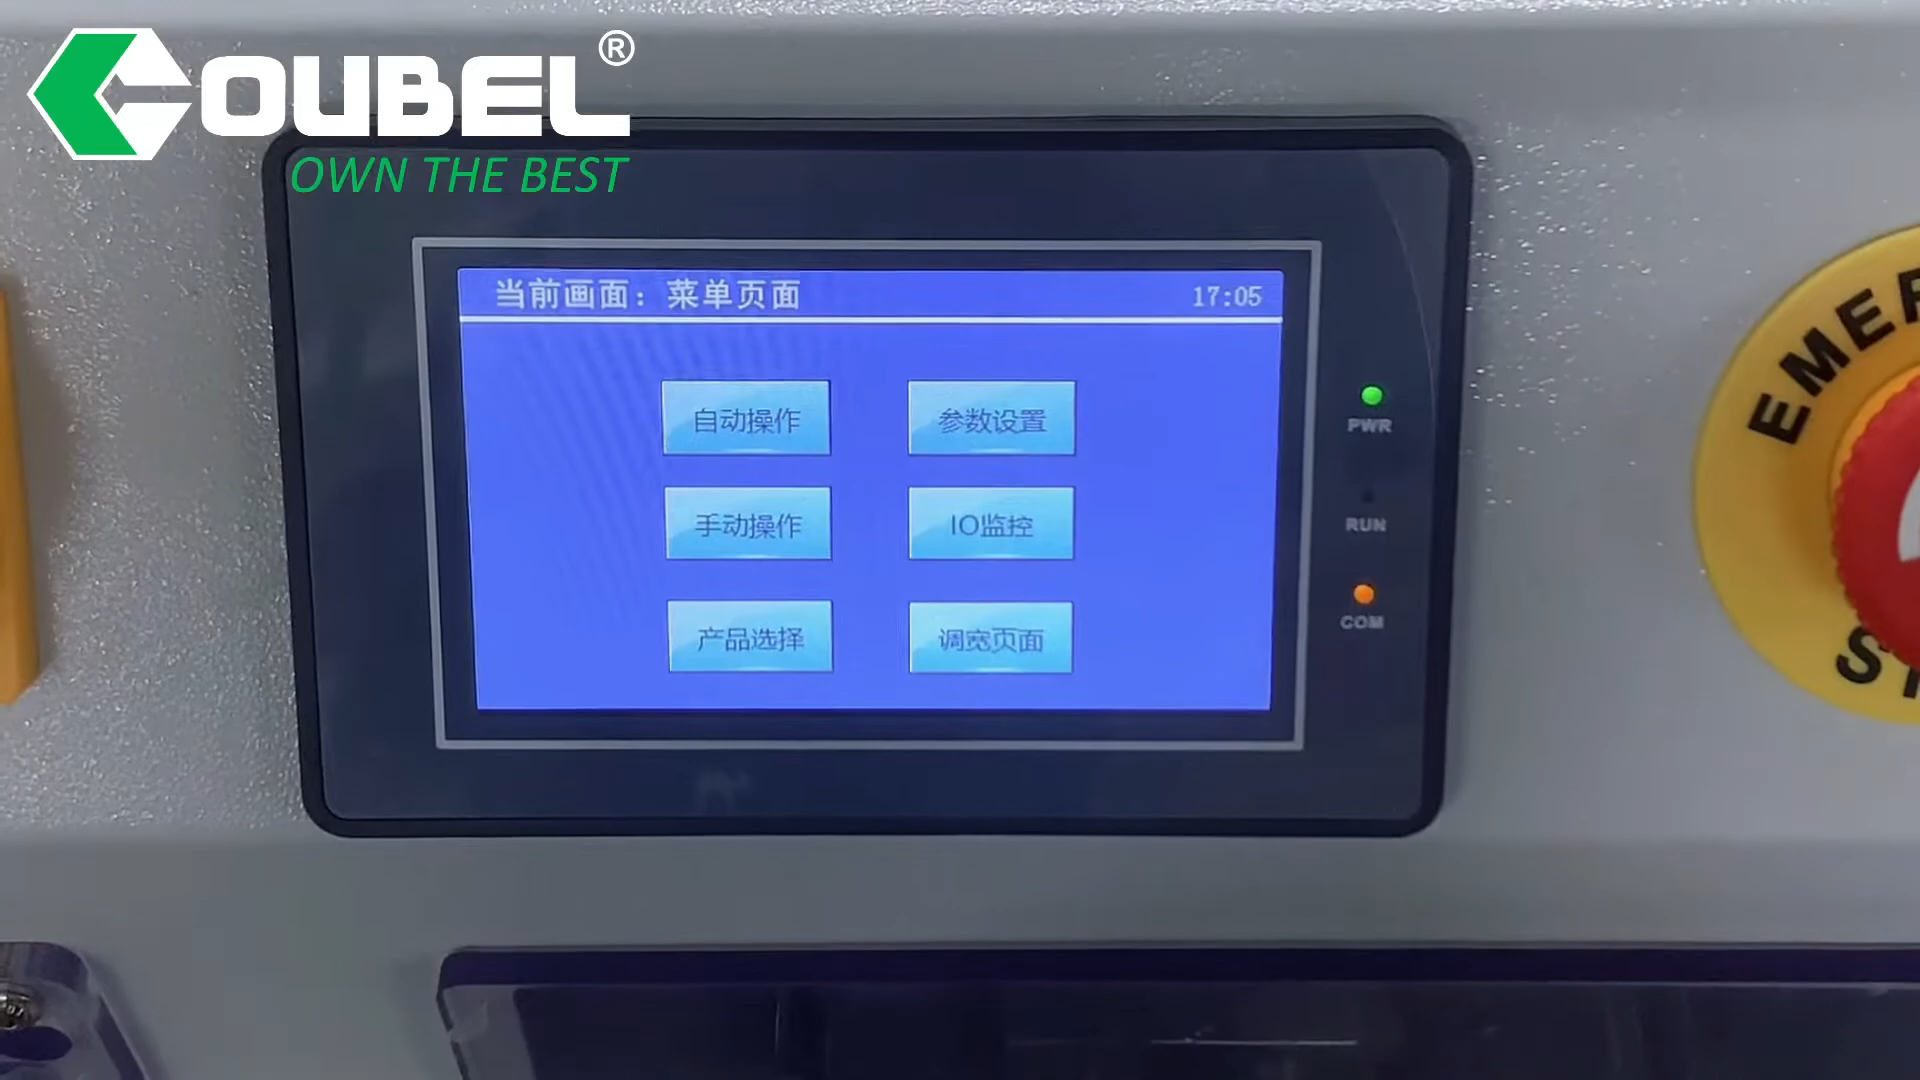 COUBEL®
OWN THE BEST
当前画面：菜单页面 17:05
自动操作 参数设置
手动操作 IO监控
产品选择 调宽页面
PWR
RUN
COM